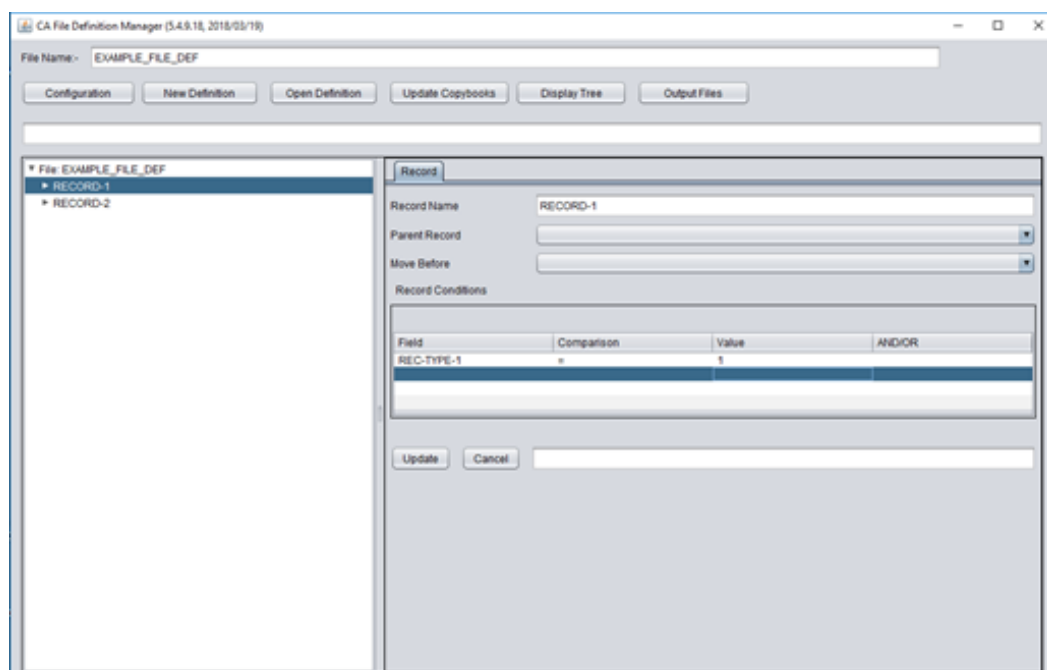 CA File Definition Manager (5.4.9.18, 2018/03/19)
File Name:- EXAMPLE_FILE_DEF
Configuration New Definition Open Definition Update Copybooks Display Tree Output Files
File: EXAMPLE_FILE_DEF
RECORD-1
RECORD-2
Record
Record Name RECORD-1
Parent Record
Move Before
Record Conditions
Field Comparison Value AND/OR
REC-TYPE-1 = 1
Update Cancel